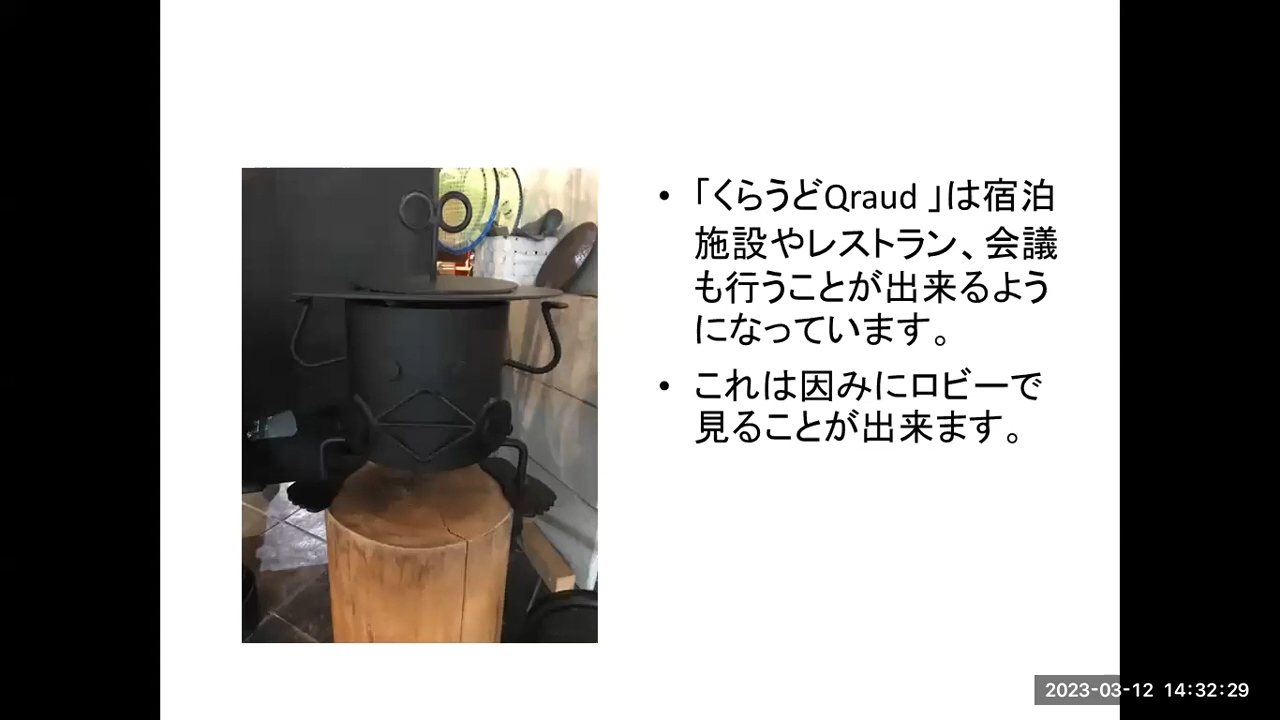 • 「くらうどQraud 」は宿泊
施設やレストラン、会議
も行うことが出来るよう
になっています。
• これは因みにロビーで
見ることが出来ます。
2023-03-12 14:32:29